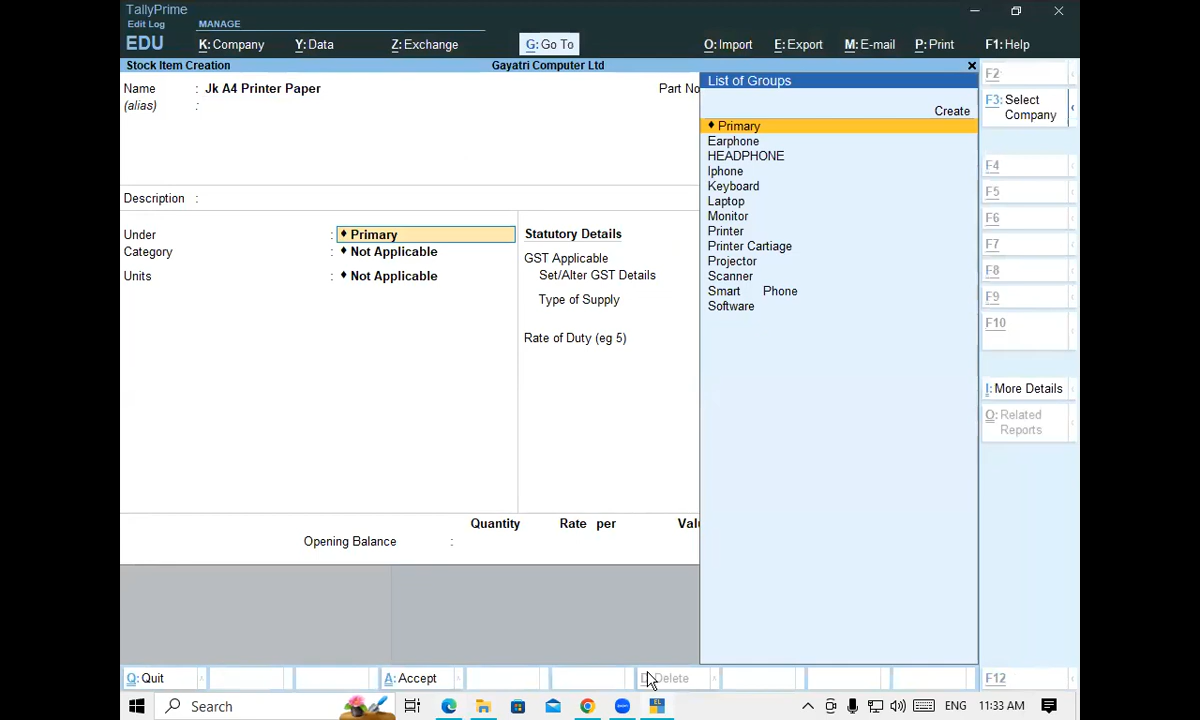 TallyPrime
Edit Log
MANAGE
EDU
K: Company
Y: Data
Z: Exchange
G: Go To
O: Import
E: Export
M: E-mail
P: Print
F1: Help
Stock Item Creation
Gayatri Computer Ltd
Name : Jk A4 Printer Paper
Part No
(alias) :
Description :
Under : Primary
Category : Not Applicable
Units : Not Applicable
Statutory Details
GST Applicable
Set/Alter GST Details
Type of Supply
Rate of Duty (eg 5)
Quantity Rate per Val
Opening Balance :
List of Groups
Create
Primary
Earphone
HEADPHONE
Iphone
Keyboard
Laptop
Monitor
Printer
Printer Cartiage
Projector
Scanner
Smart Phone
Software
F2
F3: Select Company
F4
F5
F6
F7
F8
F9
F10
I: More Details
O: Related Reports
F12
Q: Quit
A: Accept
D: Delete
Search
ENG
11:33 AM